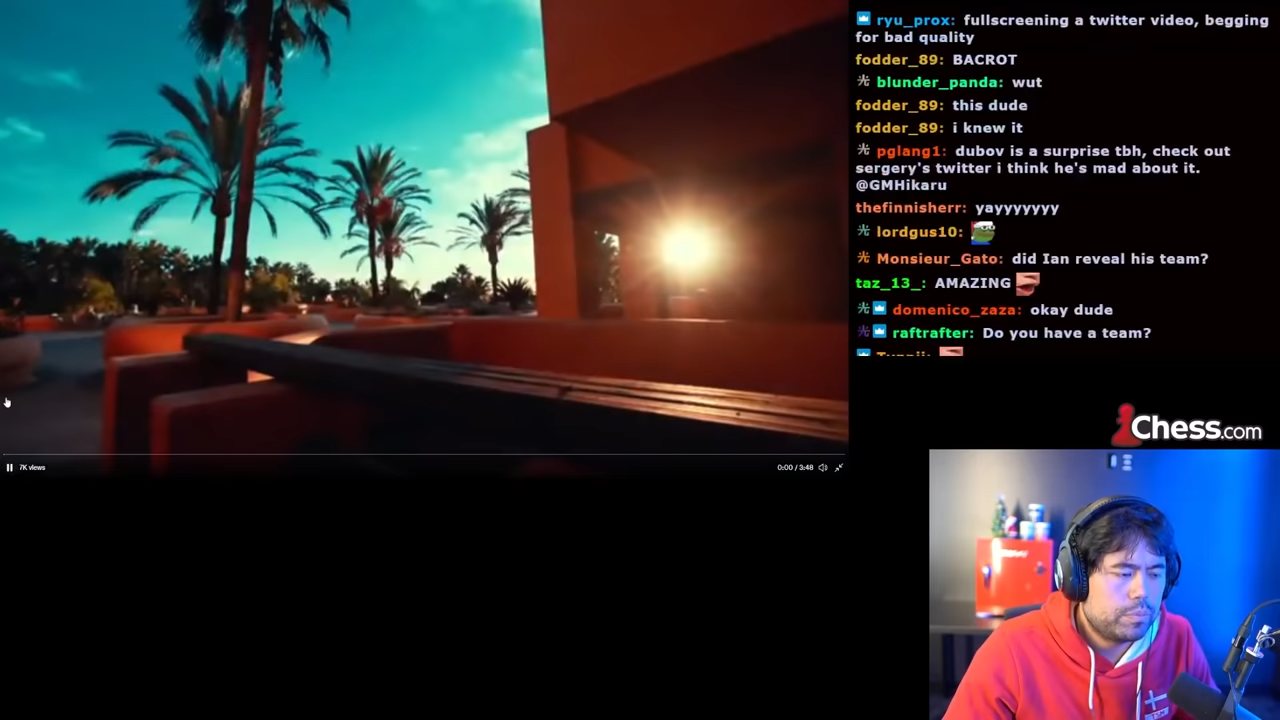 ryu_prox: fullscreening a twitter video, begging
for bad quality
fodder_89: BACROT
blunder_panda: wut
fodder_89: this dude
fodder_89: i knew it
pglang1: dubov is a surprise tbh, check out
sergery's twitter i think he's mad about it.
@GMHikaru
thefinnisherr: yayyyyyyy
lordgus10:
Monsieur_Gato: did Ian reveal his team?
taz_13_: AMAZING
domenico_zaza: okay dude
raftrafter: Do you have a team?
Chess.com
7K views
0:00 / 3:48